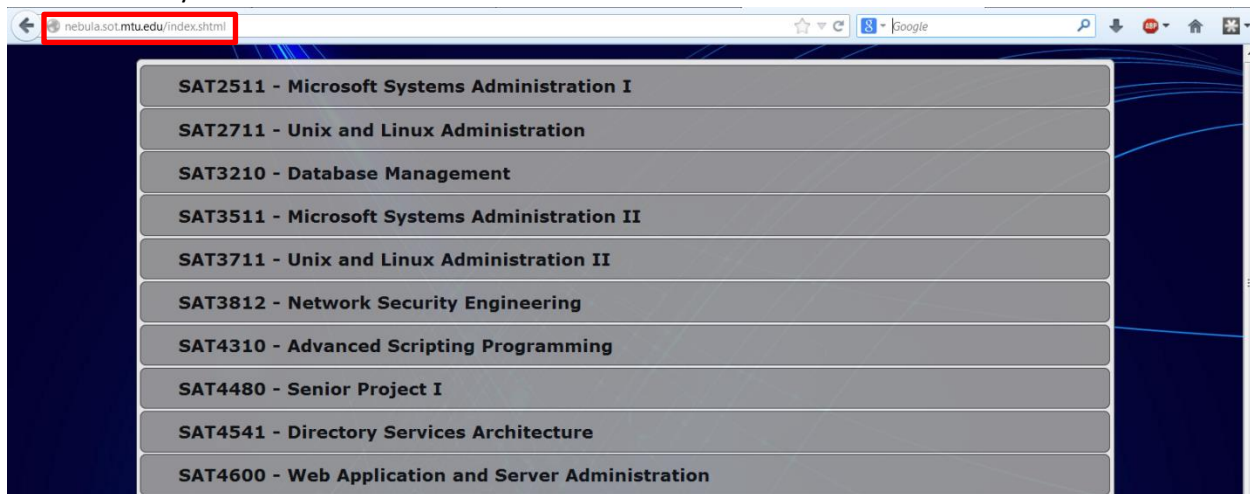 nebula.sot.mtu.edu/index.shtml
Google
SAT2511 - Microsoft Systems Administration I
SAT2711 - Unix and Linux Administration
SAT3210 - Database Management
SAT3511 - Microsoft Systems Administration II
SAT3711 - Unix and Linux Administration II
SAT3812 - Network Security Engineering
SAT4310 - Advanced Scripting Programming
SAT4480 - Senior Project I
SAT4541 - Directory Services Architecture
SAT4600 - Web Application and Server Administration